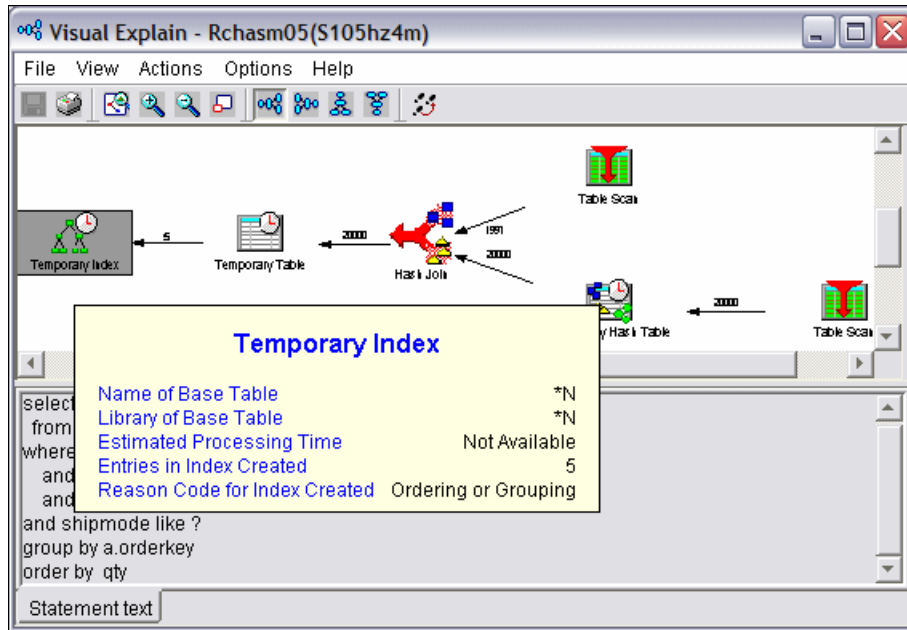 Visual Explain - Rchasm05(S105hz4m)
File View Actions Options Help
Table Scan
1991
5
20000
20000
Temporary Index
Temporary Table
Hash Join
20000
y Hash Table
Table Scan
Temporary Index
Name of Base Table *N
Library of Base Table *N
Estimated Processing Time Not Available
Entries in Index Created 5
Reason Code for Index Created Ordering or Grouping
select
from
where
and
and
and shipmode like ?
group by a.orderkey
order by qty
Statement text